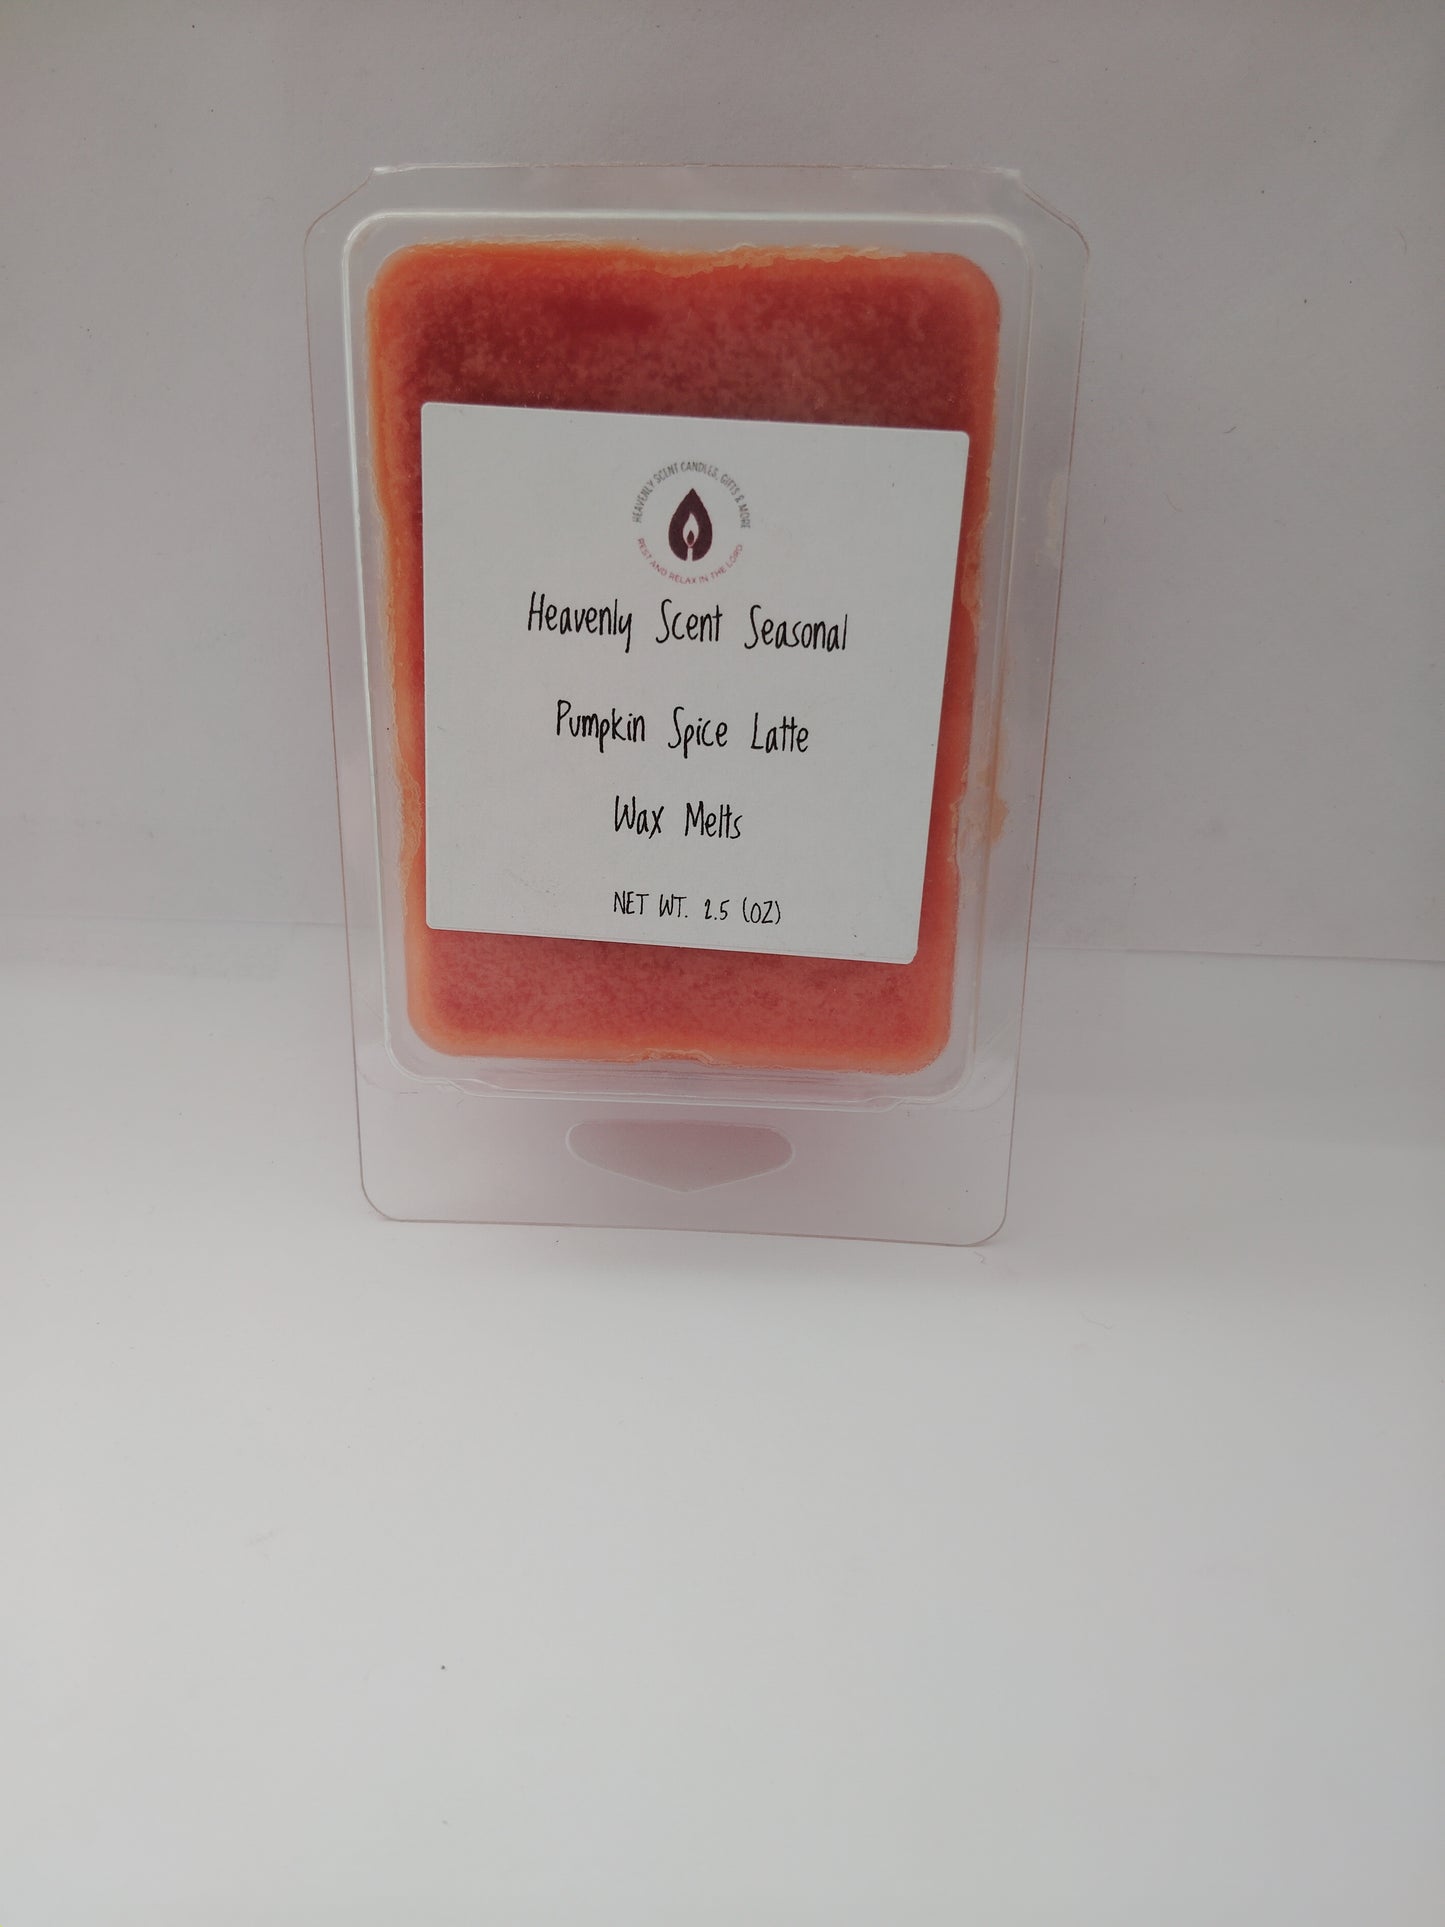 HEAVENLY SCENT CANDLES, GIFTS & MORE
REST AND RELAX IN THE LORD
Heavenly Scent Seasonal
Pumpkin Spice Latte
Wax Melts
NET WT. 2.5 (OZ)